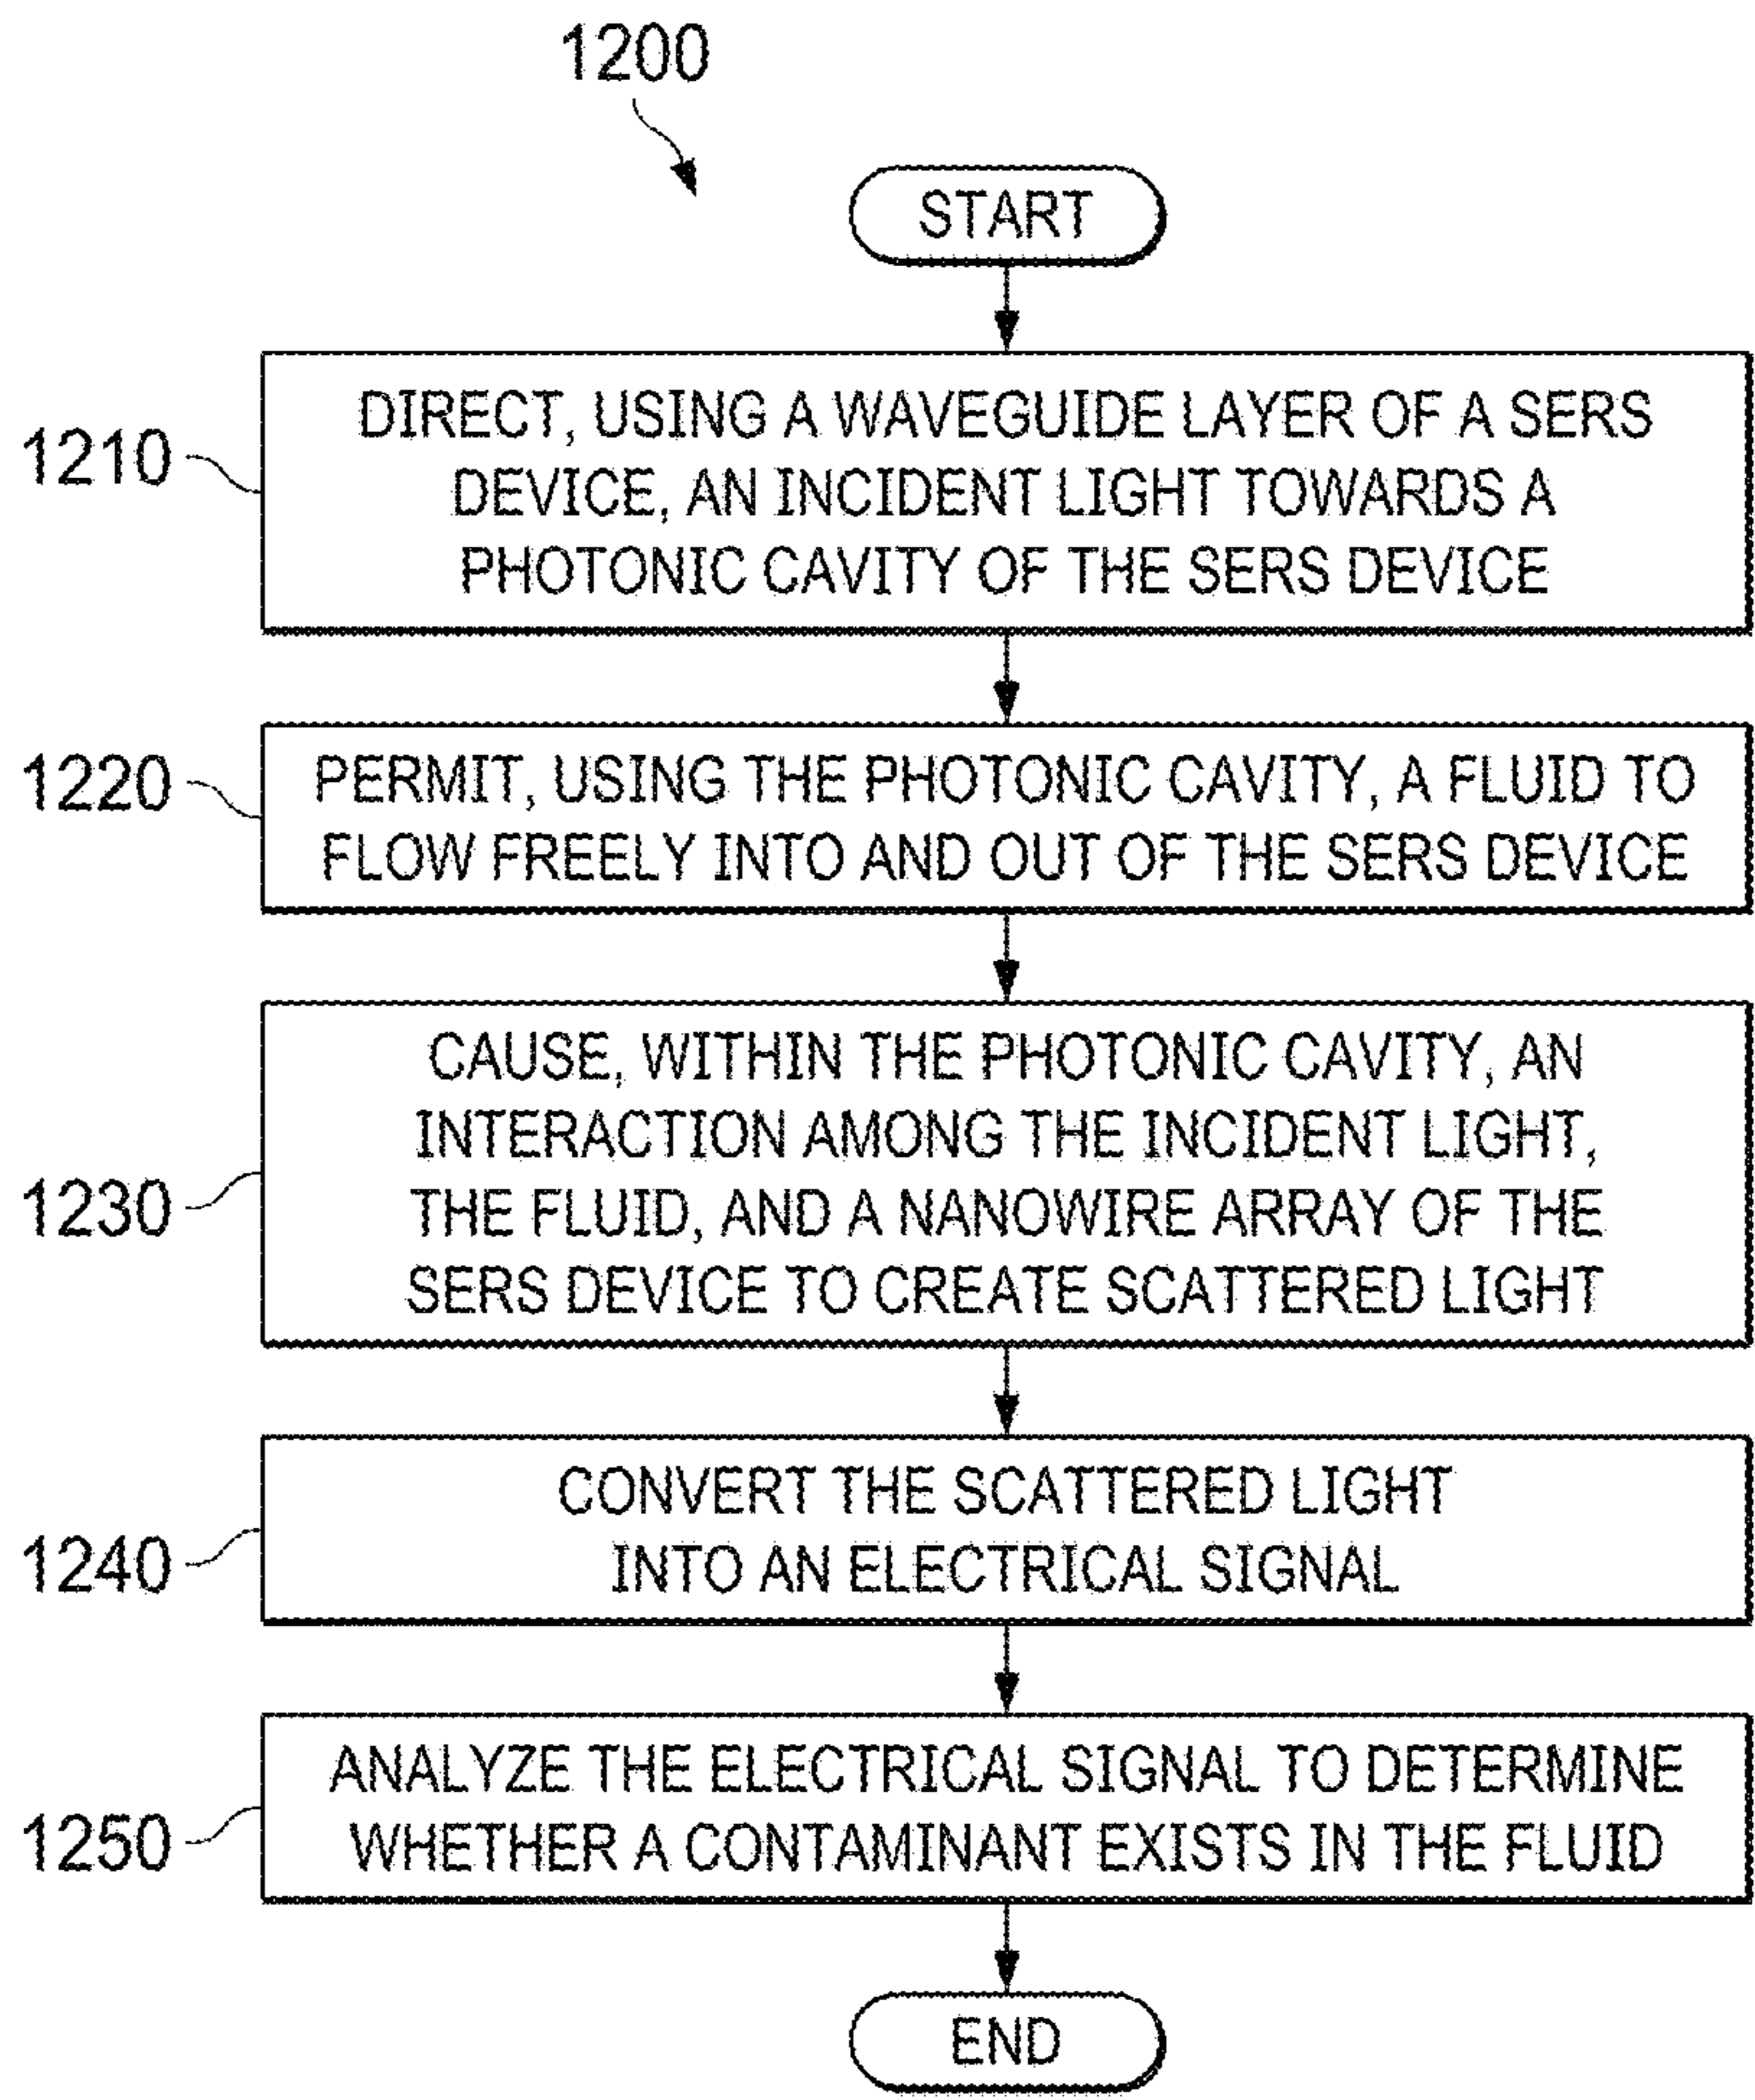 1200
START
1210
DIRECT, USING A WAVEGUIDE LAYER OF A SERS
DEVICE, AN INCIDENT LIGHT TOWARDS A
PHOTONIC CAVITY OF THE SERS DEVICE
1220
PERMIT, USING THE PHOTONIC CAVITY, A FLUID TO
FLOW FREELY INTO AND OUT OF THE SERS DEVICE
1230
CAUSE, WITHIN THE PHOTONIC CAVITY, AN
INTERACTION AMONG THE INCIDENT LIGHT,
THE FLUID, AND A NANOWIRE ARRAY OF THE
SERS DEVICE TO CREATE SCATTERED LIGHT
1240
CONVERT THE SCATTERED LIGHT
INTO AN ELECTRICAL SIGNAL
1250
ANALYZE THE ELECTRICAL SIGNAL TO DETERMINE
WHETHER A CONTAMINANT EXISTS IN THE FLUID
END